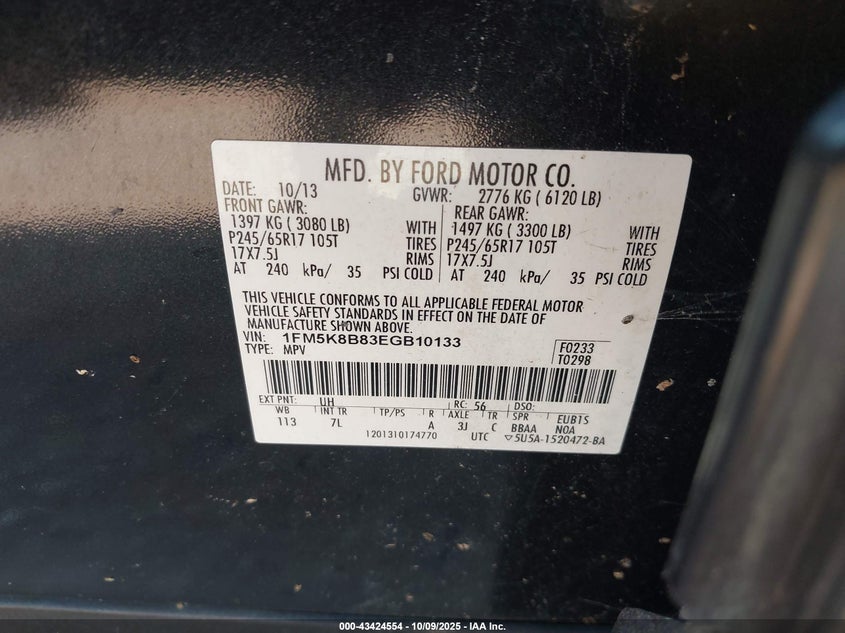 MFD. BY FORD MOTOR CO.
DATE: 10/13 GVWR: 2776 KG ( 6120 LB)
FRONT GAWR: REAR GAWR:
1397 KG ( 3080 LB) WITH 1497 KG ( 3300 LB) WITH
P245/65R17 105T TIRES P245/65R17 105T TIRES
17X7.5J RIMS 17X7.5J RIMS
AT 240 kPa/ 35 PSI COLD AT 240 kPa/ 35 PSI COLD
THIS VEHICLE CONFORMS TO ALL APPLICABLE FEDERAL MOTOR
VEHICLE SAFETY STANDARDS IN EFFECT ON THE DATE OF
MANUFACTURE SHOWN ABOVE.
VIN: 1FM5K8B83EGB10133 F0233
TYPE: MPV T0298
EXT PNT: UH RC: 56 DSO:
WB INT TR TP/PS R AXLE TR SPR EUB1S
113 7L A 3J C BBAA NOA
1201310174770 UTC ▽5U5A-1520472-BA
000-43424554 - 10/09/2025 - IAA Inc.